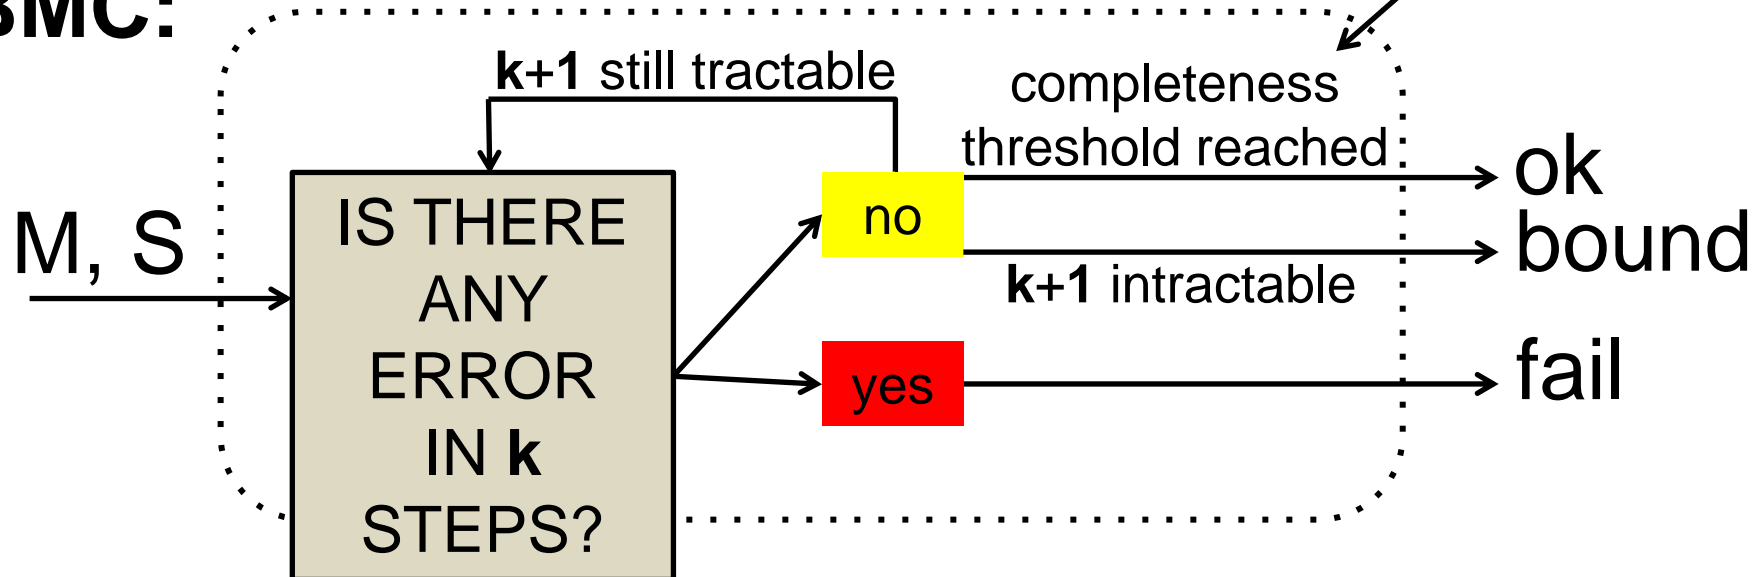 BMC:
k+1 still tractable
completeness
threshold reached
M, S
IS THERE
ANY
ERROR
IN k
STEPS?
no
yes
k+1 intractable
ok
bound
fail